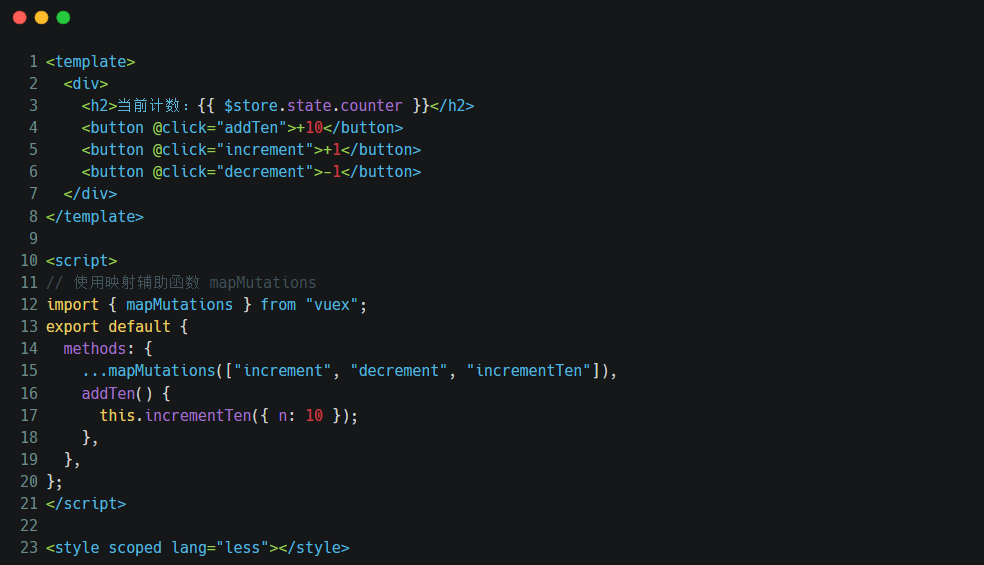 1 <template>
2   <div>
3     <h2>当前计数：{{ $store.state.counter }}</h2>
4     <button @click="addTen">+10</button>
5     <button @click="increment">+1</button>
6     <button @click="decrement">-1</button>
7   </div>
8 </template>
9
10 <script>
11 // 使用映射辅助函数 mapMutations
12 import { mapMutations } from "vuex";
13 export default {
14   methods: {
15     ...mapMutations(["increment", "decrement", "incrementTen"]),
16     addTen() {
17       this.incrementTen({ n: 10 });
18     },
19   },
20 };
21 </script>
22
23 <style scoped lang="less"></style>